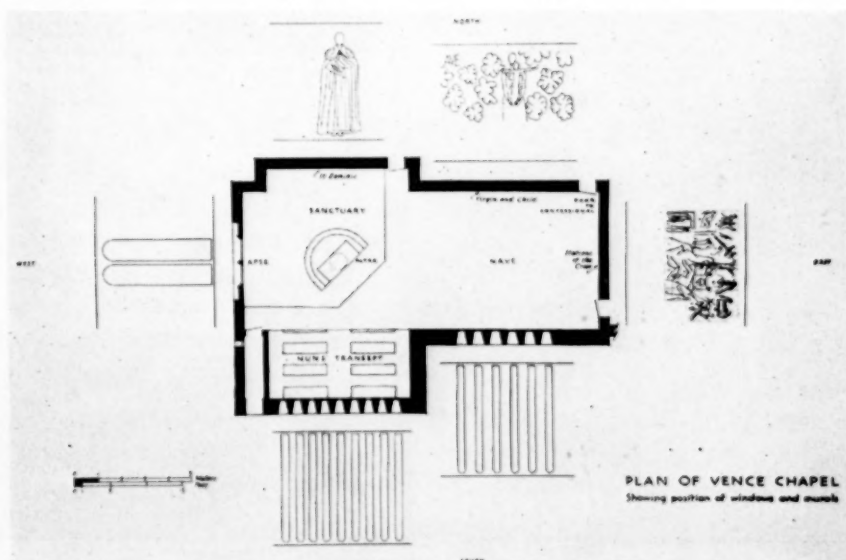 NORTH
St Dominic
SANCTUARY
Virgin and Child
DOOR
TO
CONFESSIONAL
Stations
of the
Cross
WEST
APSE
ALTAR
NAVE
EAST
NUNS TRANSEPT
PLAN OF VENCE CHAPEL
Showing position of windows and murals
SOUTH